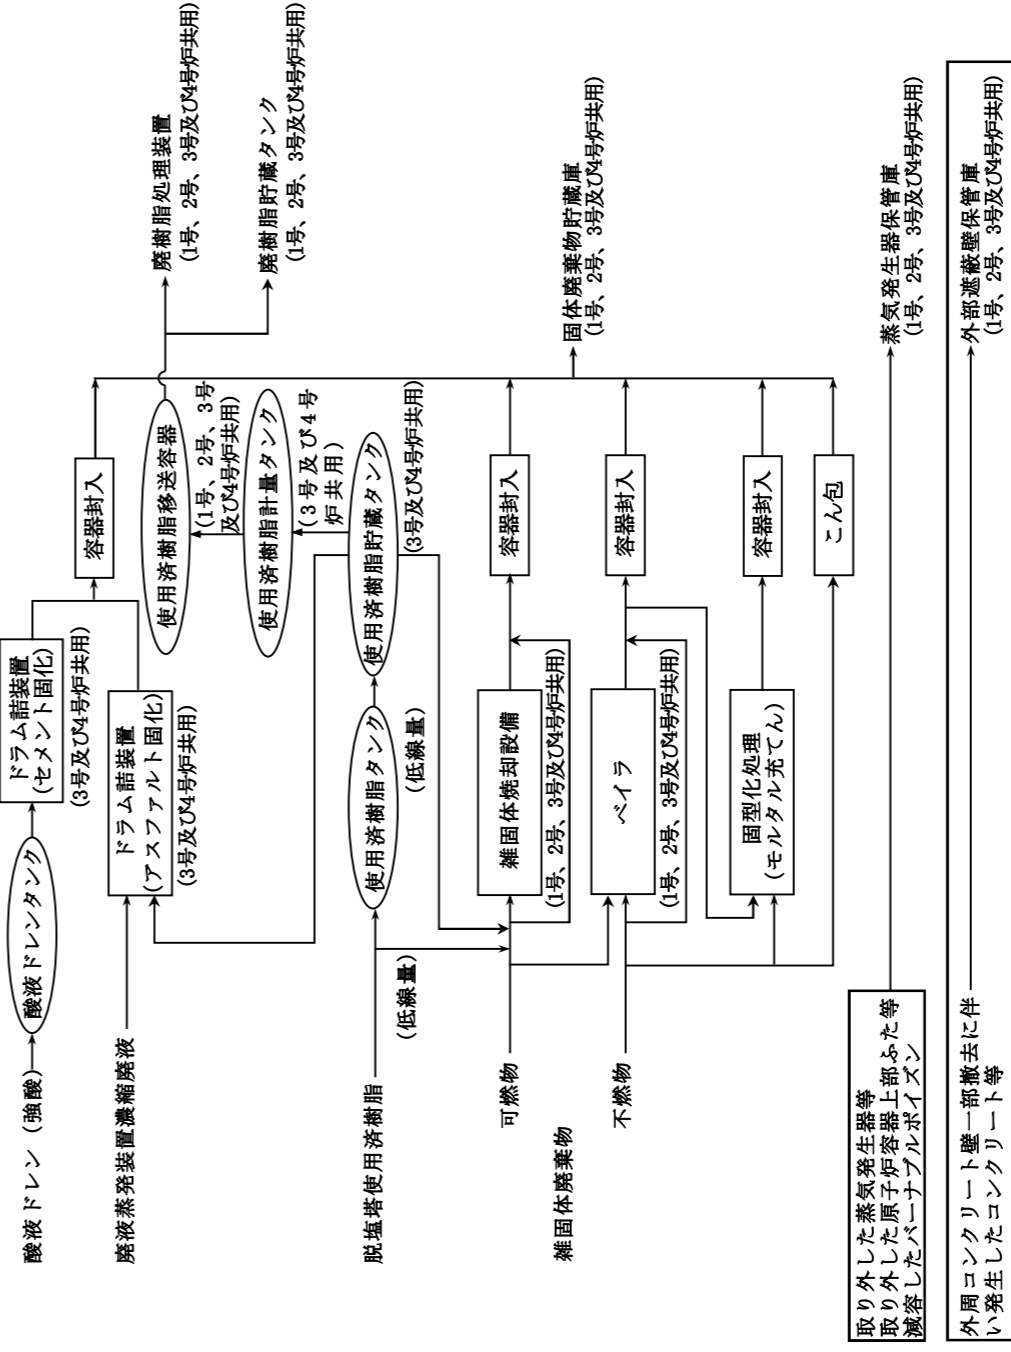 酸液ドレン（強酸）
酸液ドレンタンク
ドラム詰装置
(セメント固化)
(3号及び4号炉共用)
容器封入
廃液蒸発装置濃縮廃液
ドラム詰装置
(アスファルト固化)
(3号及び4号炉共用)
使用済樹脂移送容器
(1号、2号、3号
及び4号炉共用)
廃樹脂処理装置
(1号、2号、3号及び4号炉共用)
使用済樹脂計量タンク
(3号及び4号
炉共用)
廃樹脂貯蔵タンク
(1号、2号、3号及び4号炉共用)
脱塩塔使用済樹脂
使用済樹脂タンク
使用済樹脂貯蔵タンク
(3号及び4号炉共用)
(低線量)
(低線量)
雑固体廃棄物
可燃物
雑固体焼却設備
(1号、2号、3号及び4号炉共用)
容器封入
固体廃棄物貯蔵庫
(1号、2号、3号及び4号炉共用)
不燃物
ベイラ
(1号、2号、3号及び4号炉共用)
容器封入
固型化処理
(モルタル充てん)
容器封入
こん包
取り外した蒸気発生器等
取り外した原子炉容器上部ふた等
減容したバーナブルポイズン
蒸気発生器保管庫
(1号、2号、3号及び4号炉共用)
外周コンクリート壁一部撤去に伴
い発生したコンクリート等
外部遮蔽壁保管庫
(1号、2号、3号及び4号炉共用)